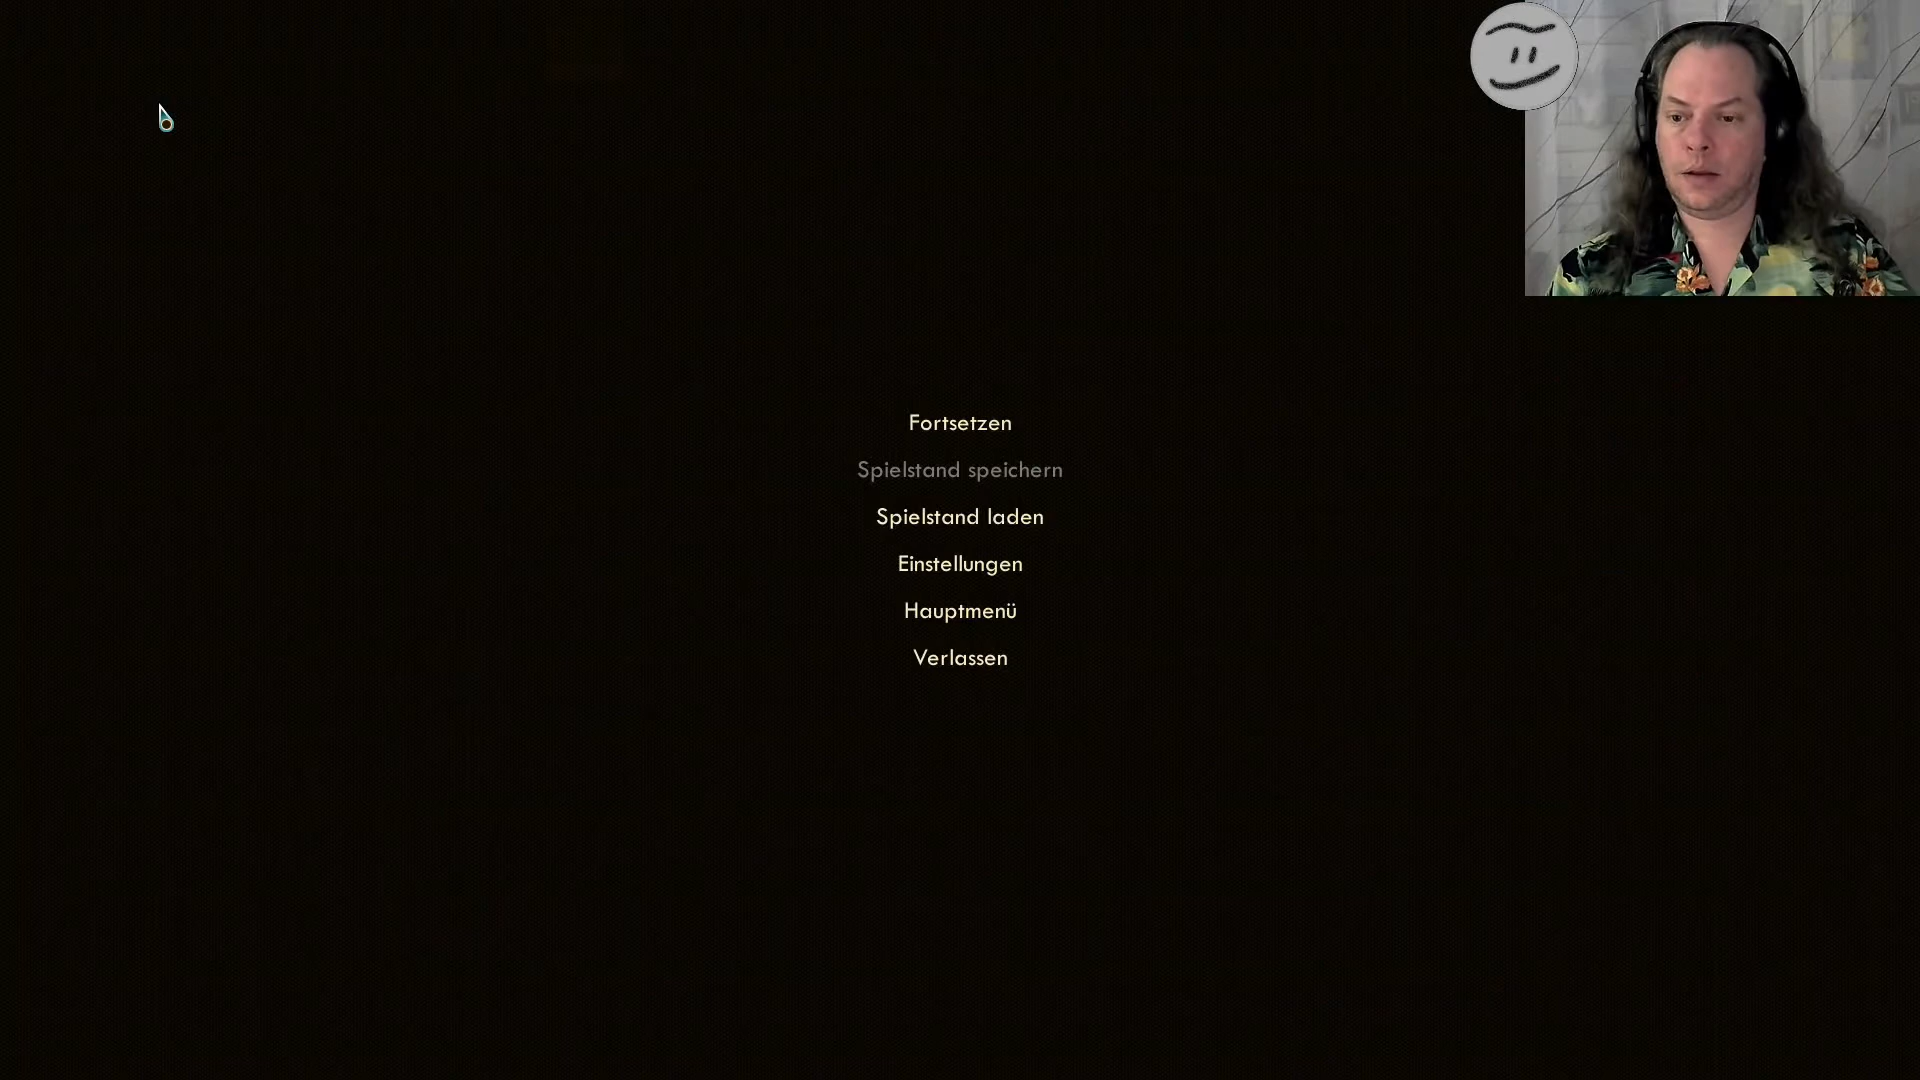 Fortsetzen
Spielstand speichern
Spielstand laden
Einstellungen
Hauptmenü
Verlassen